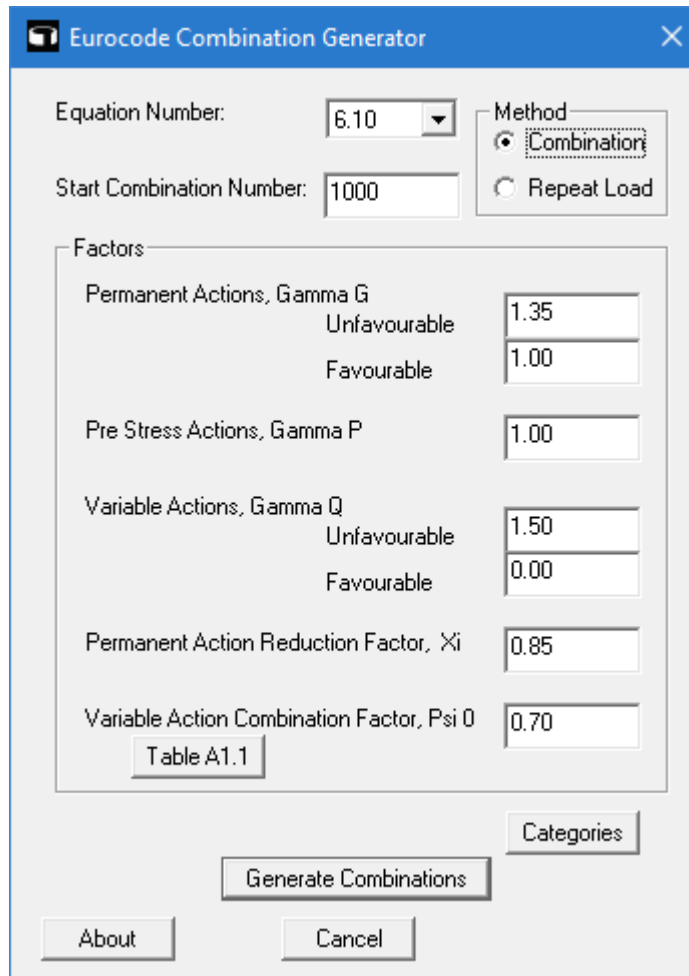 Eurocode Combination Generator
Equation Number:
6.10
Method
Combination
Start Combination Number:
1000
Repeat Load
Factors
Permanent Actions, Gamma G
Unfavourable
1.35
Favourable
1.00
Pre Stress Actions, Gamma P
1.00
Variable Actions, Gamma Q
Unfavourable
1.50
Favourable
0.00
Permanent Action Reduction Factor, Xi
0.85
Variable Action Combination Factor, Psi 0
0.70
Table A1.1
Categories
Generate Combinations
About
Cancel